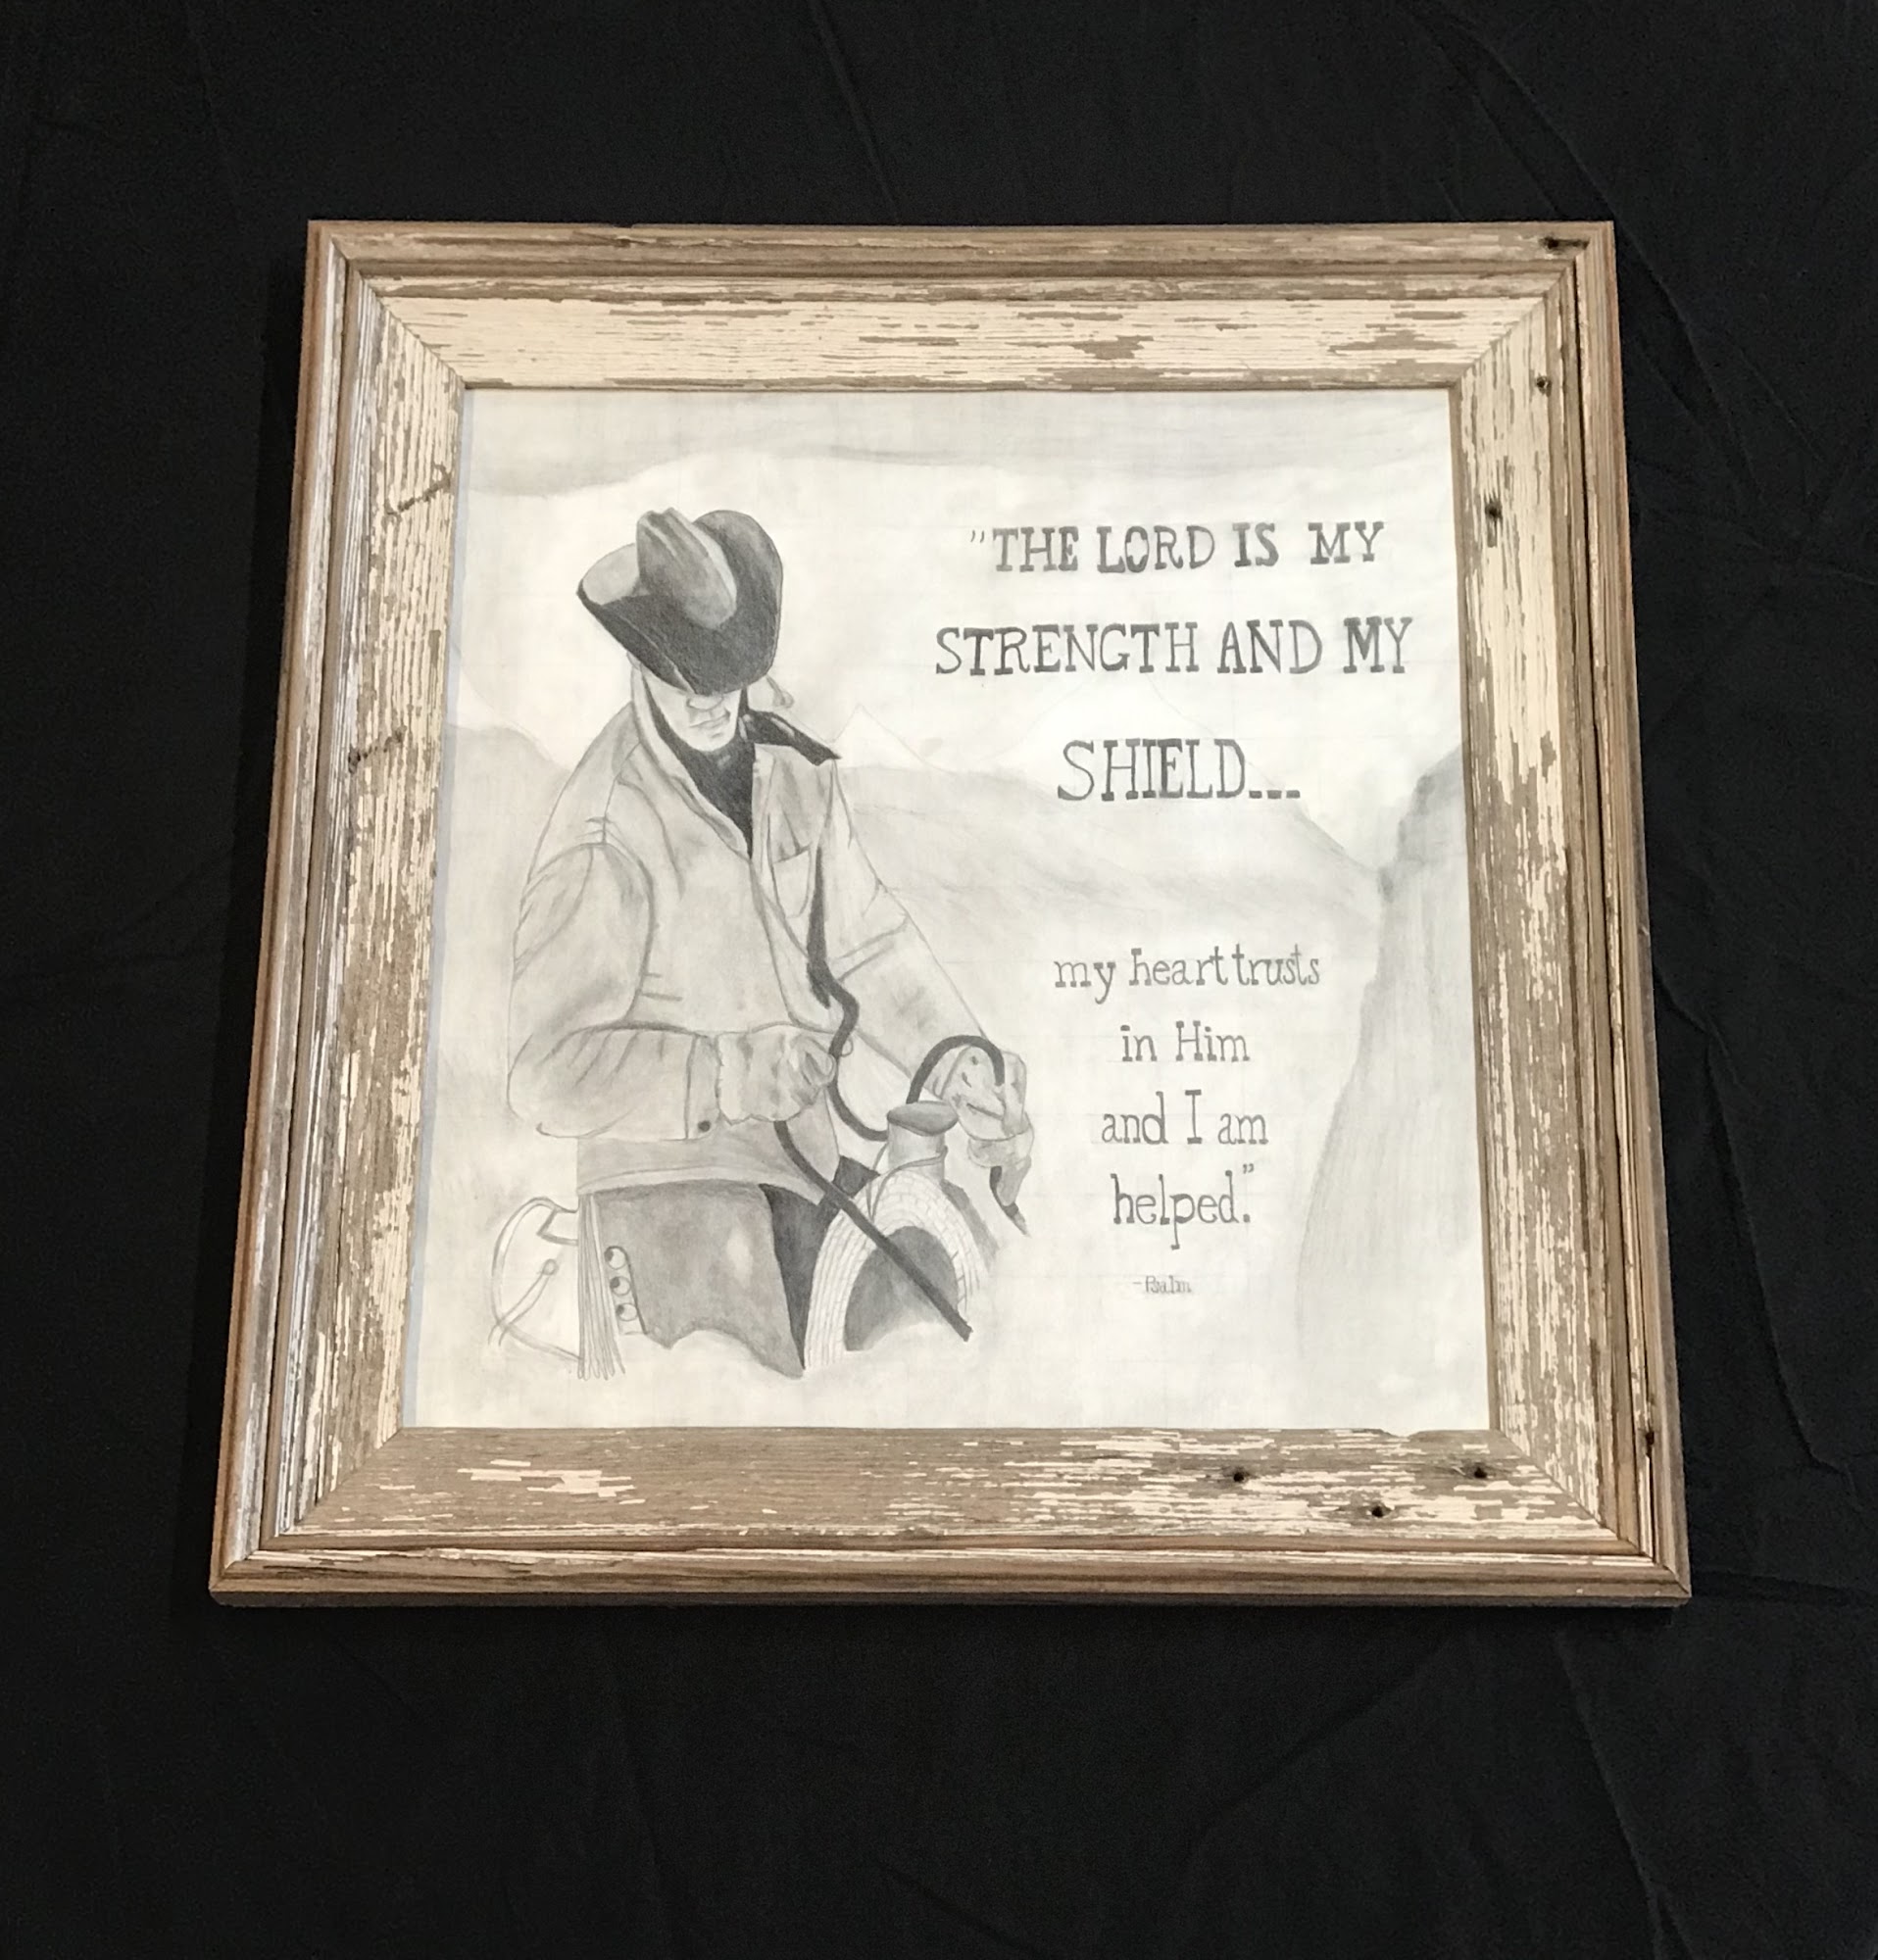 "THE LORD IS MY
STRENGTH AND MY
SHIELD...
my heart trusts
in Him
and I am
helped."
-Psalm